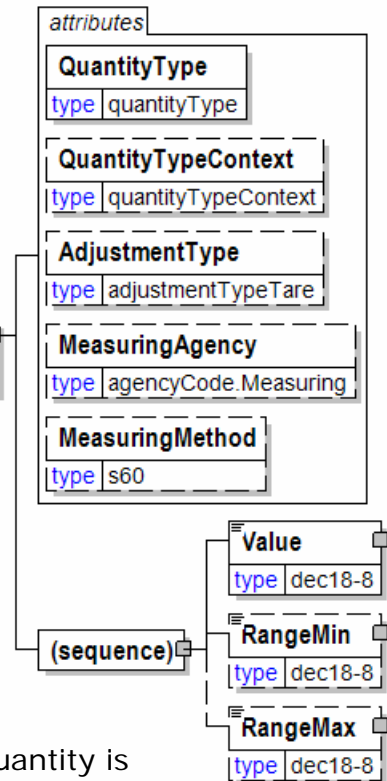 attributes
QuantityType
type quantityType
QuantityTypeContext
type quantityTypeContext
AdjustmentType
type adjustmentTypeTare
MeasuringAgency
type agencyCode.Measuring
MeasuringMethod
type s60
Value
type dec18-8
(sequence)
RangeMin
type dec18-8
RangeMax
type dec18-8
uantity is